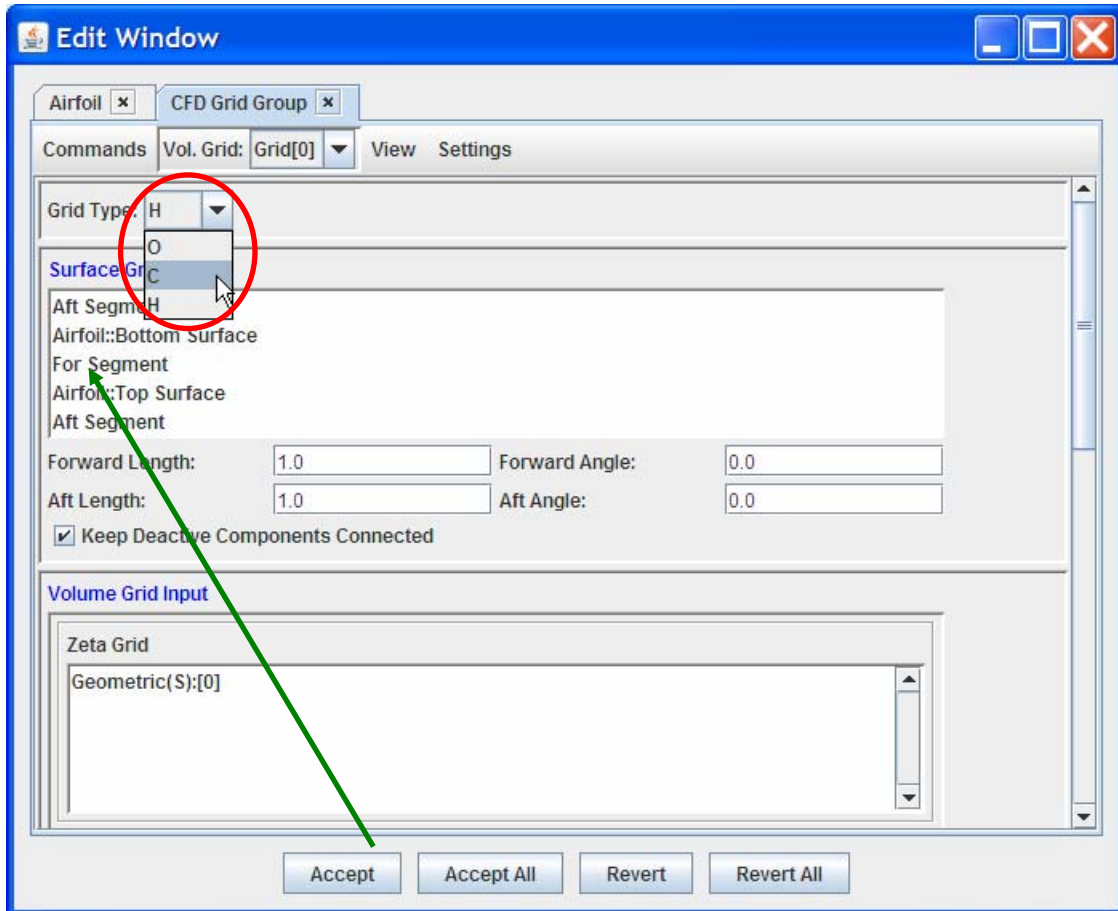 Edit Window
Airfoil CFD Grid Group
Commands Vol. Grid: Grid[0] View Settings
Grid Type: H
O
C
H
Surface Gr
Aft Segme
Airfoil::Bottom Surface
For Segment
Airfoil::Top Surface
Aft Segment
Forward Length: 1.0 Forward Angle: 0.0
Aft Length: 1.0 Aft Angle: 0.0
Keep Deactive Components Connected
Volume Grid Input
Zeta Grid
Geometric(S):[0]
Accept Accept All Revert Revert All